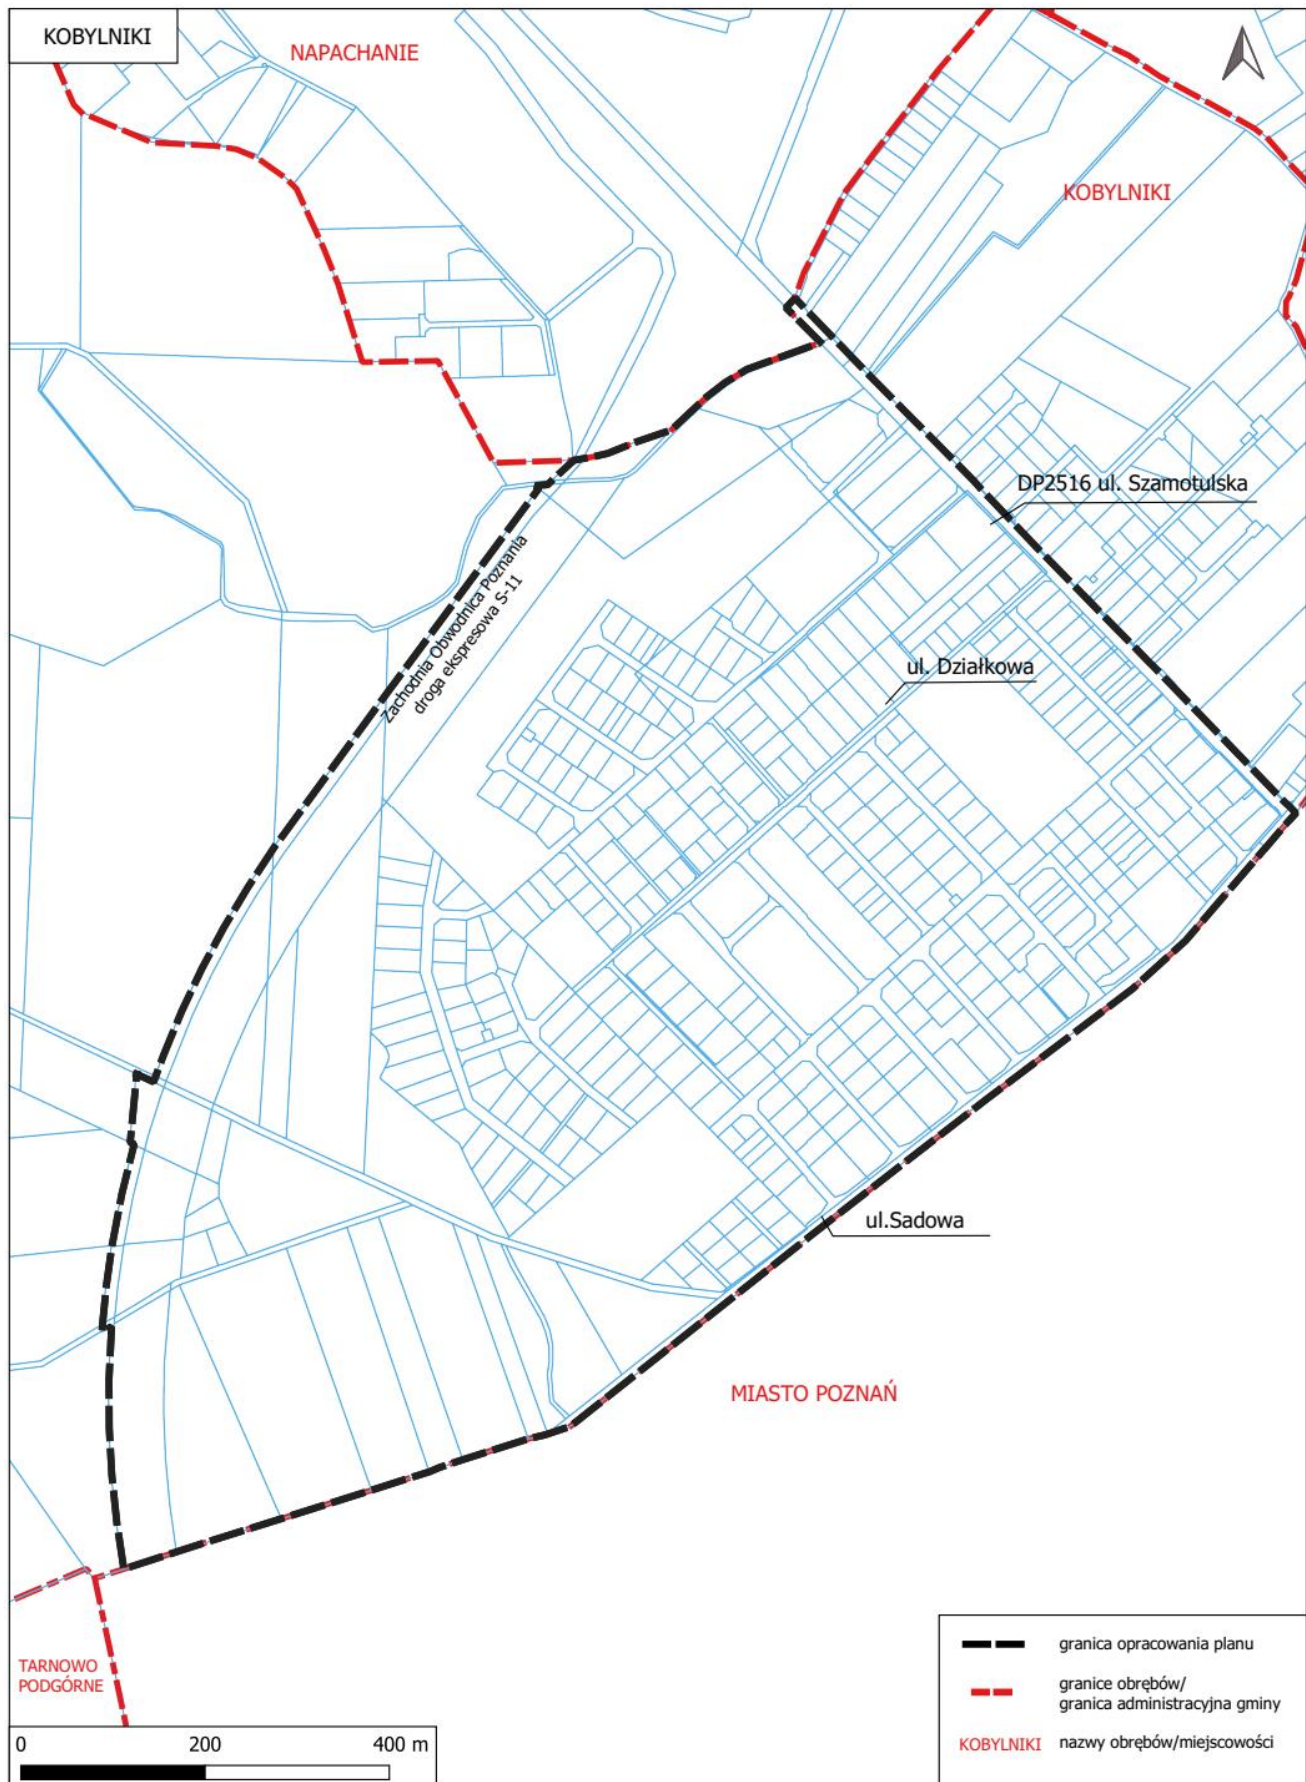 KOBYLNIKI
NAPACHANIE
KOBYLNIKI
DP2516 ul. Szamotulska
Zachodnia Obwodnica Poznania
droga ekspresowa S-11
ul. Działkowa
ul.Sadowa
MIASTO POZNAŃ
TARNOWO
PODGÓRNE
granica opracowania planu
granice obrębów/
granica administracyjna gminy
KOBYLNIKI nazwy obrębów/miejscowości
0 200 400 m